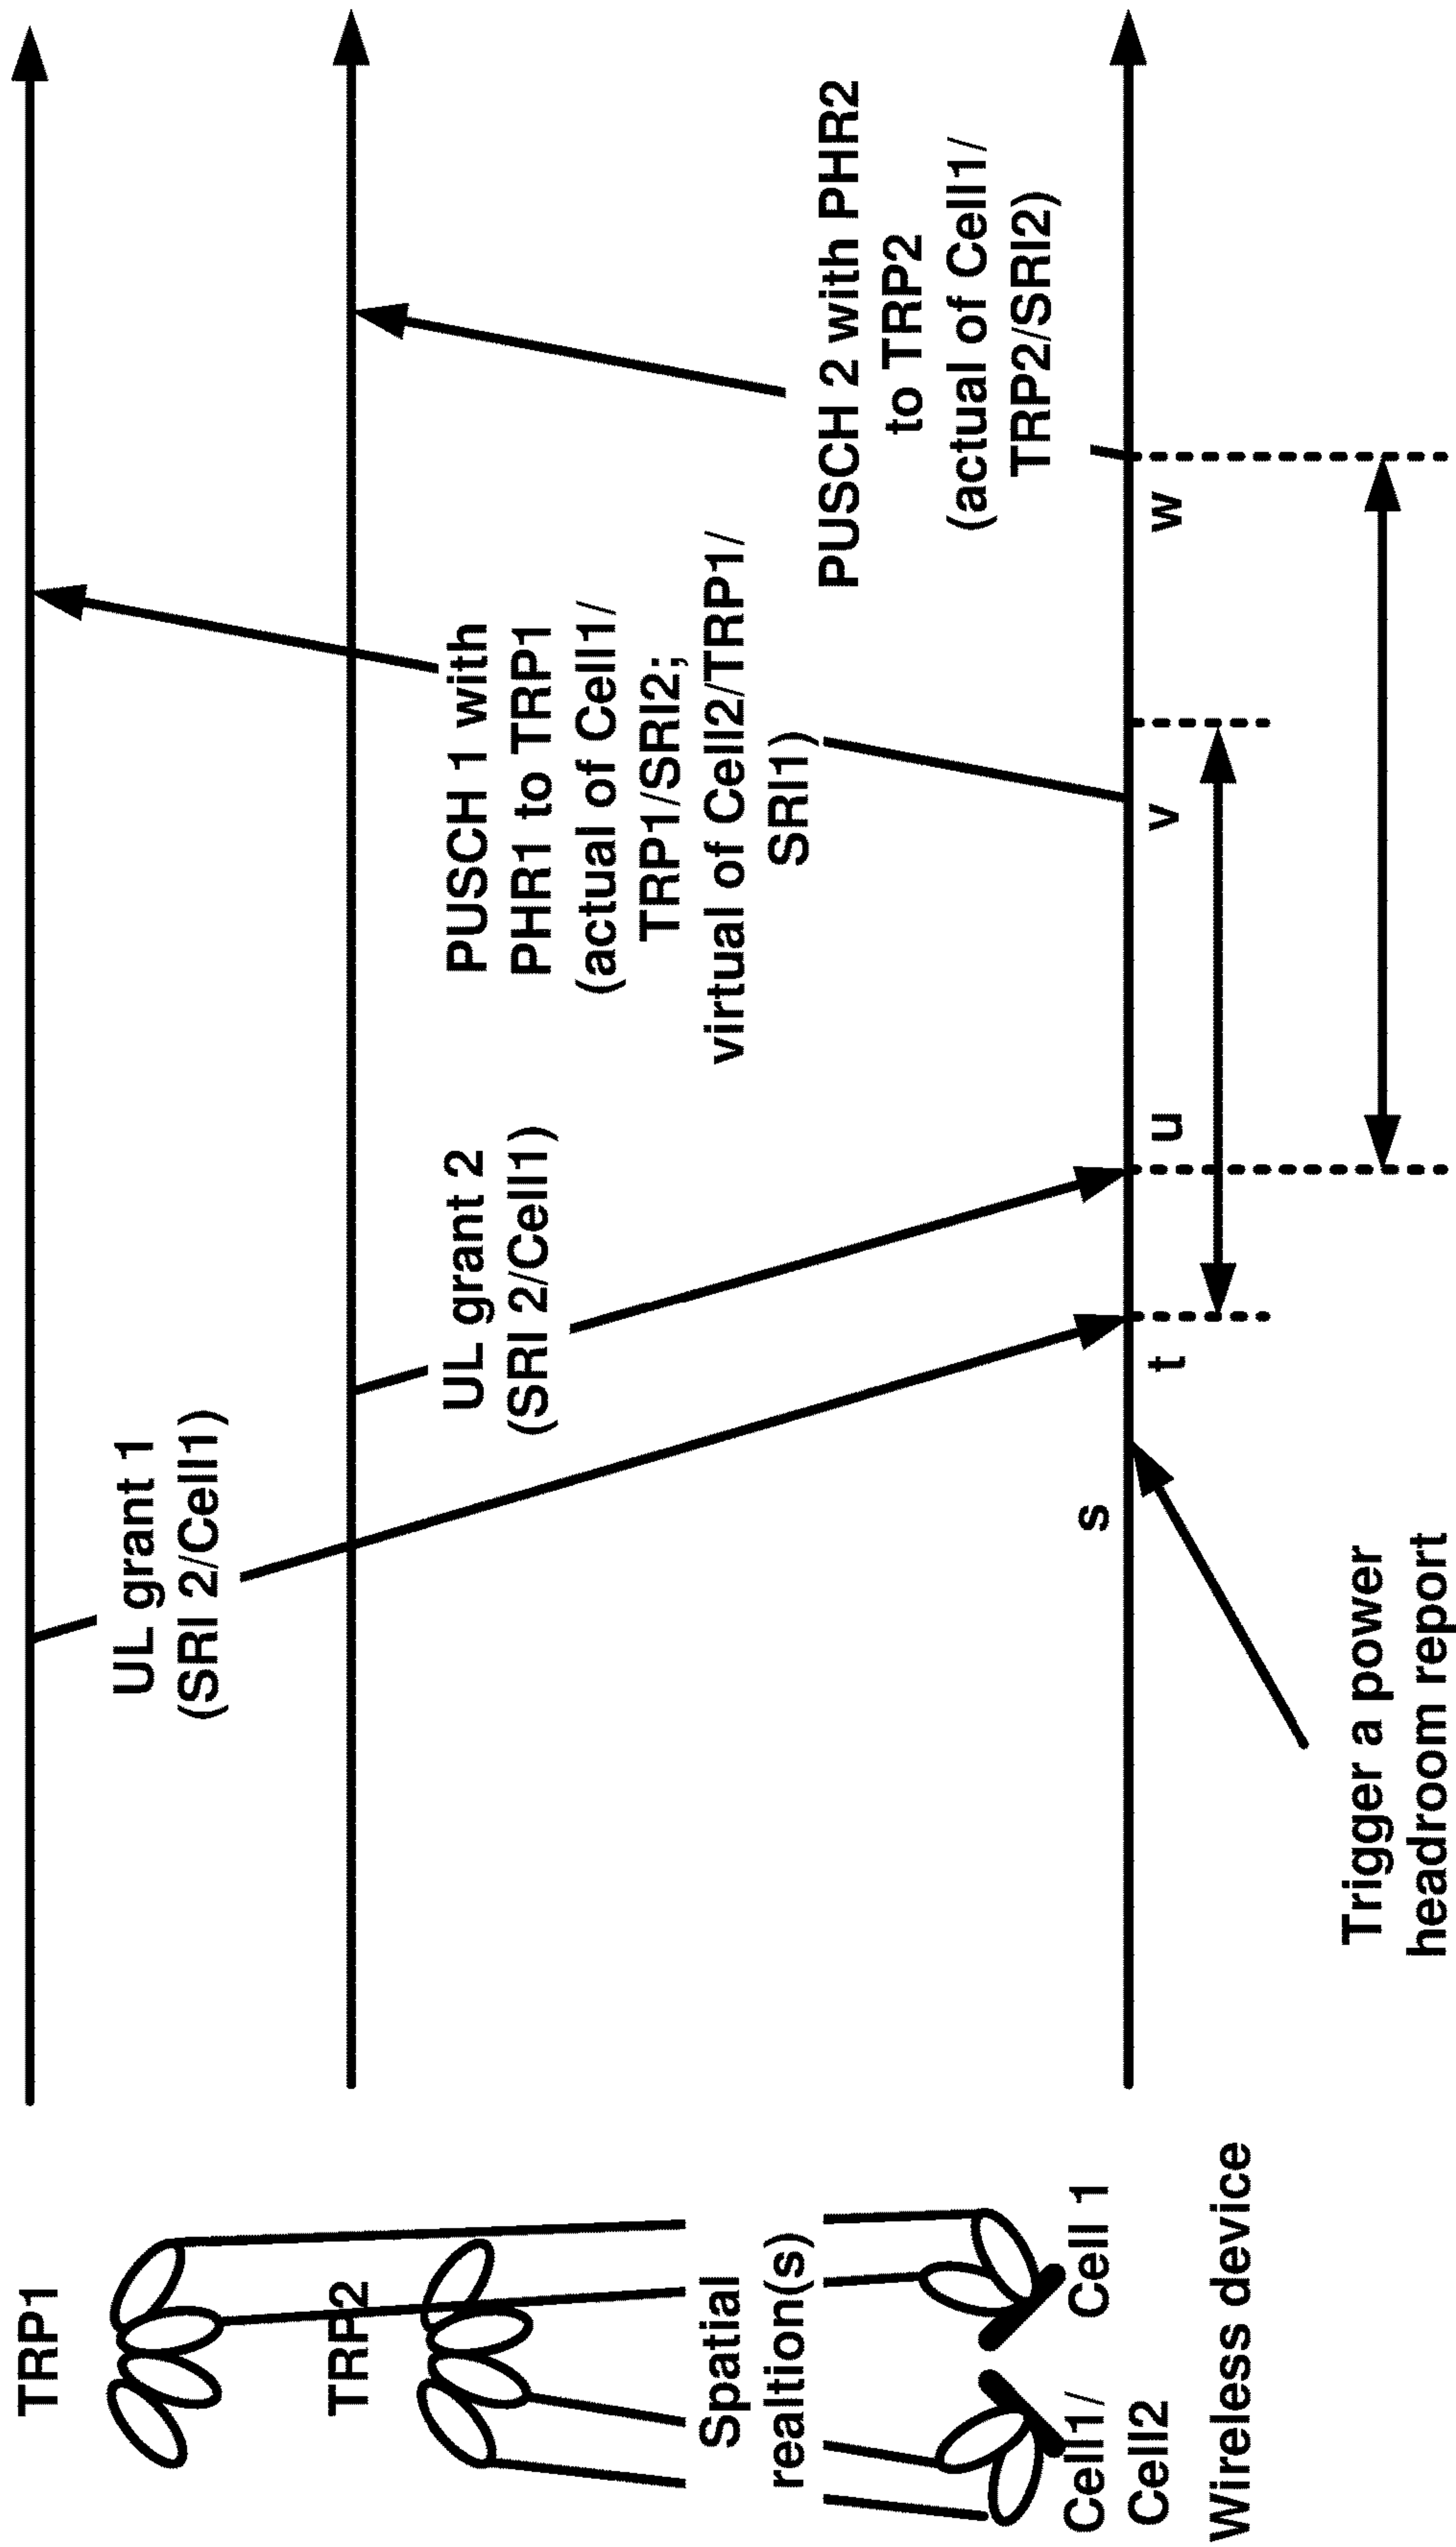 TRP1
TRP2
Spatial
realtion(s)
Cell1/
Cell2
Cell 1
Wireless device
UL grant 1
(SRI 2/Cell1)
UL grant 2
(SRI 2/Cell1)
PUSCH 1 with
PHR1 to TRP1
(actual of Cell1/
TRP1/SRI2;
virtual of Cell2/TRP1/
SRI1)
PUSCH 2 with PHR2
to TRP2
(actual of Cell1/
TRP2/SRI2)
s
t
u
v
w
Trigger a power
headroom report